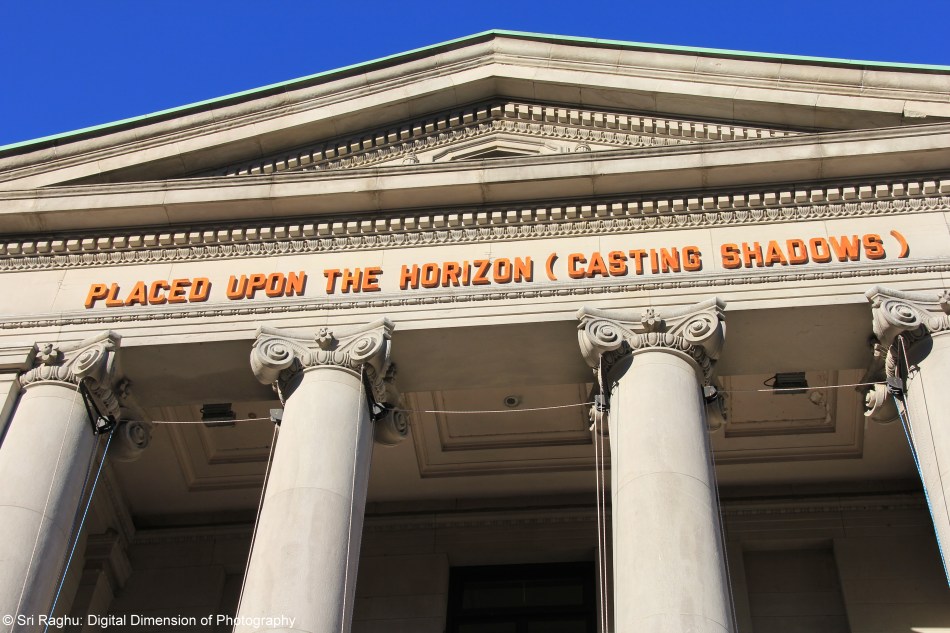 PLACED UPON THE HORIZON (CASTING SHADOWS)
© Sri Raghu: Digital Dimension of Photography